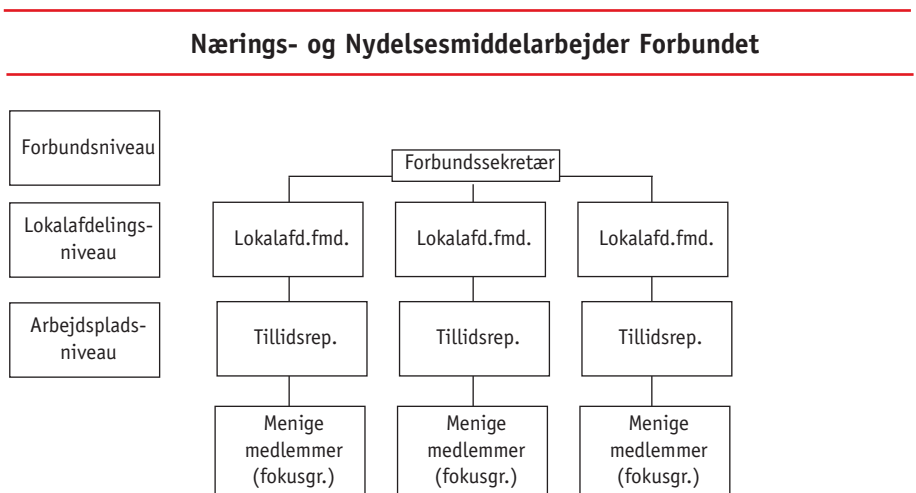 Nærings- og Nydelsesmiddelarbejder Forbundet
Forbundsniveau
Forbundssekretær
Lokalafdelings-
niveau
Lokalafd.fmd.
Lokalafd.fmd.
Lokalafd.fmd.
Arbejdsplads-
niveau
Tillidsrep.
Tillidsrep.
Tillidsrep.
Menige
medlemmer
(fokusgr.)
Menige
medlemmer
(fokusgr.)
Menige
medlemmer
(fokusgr.)